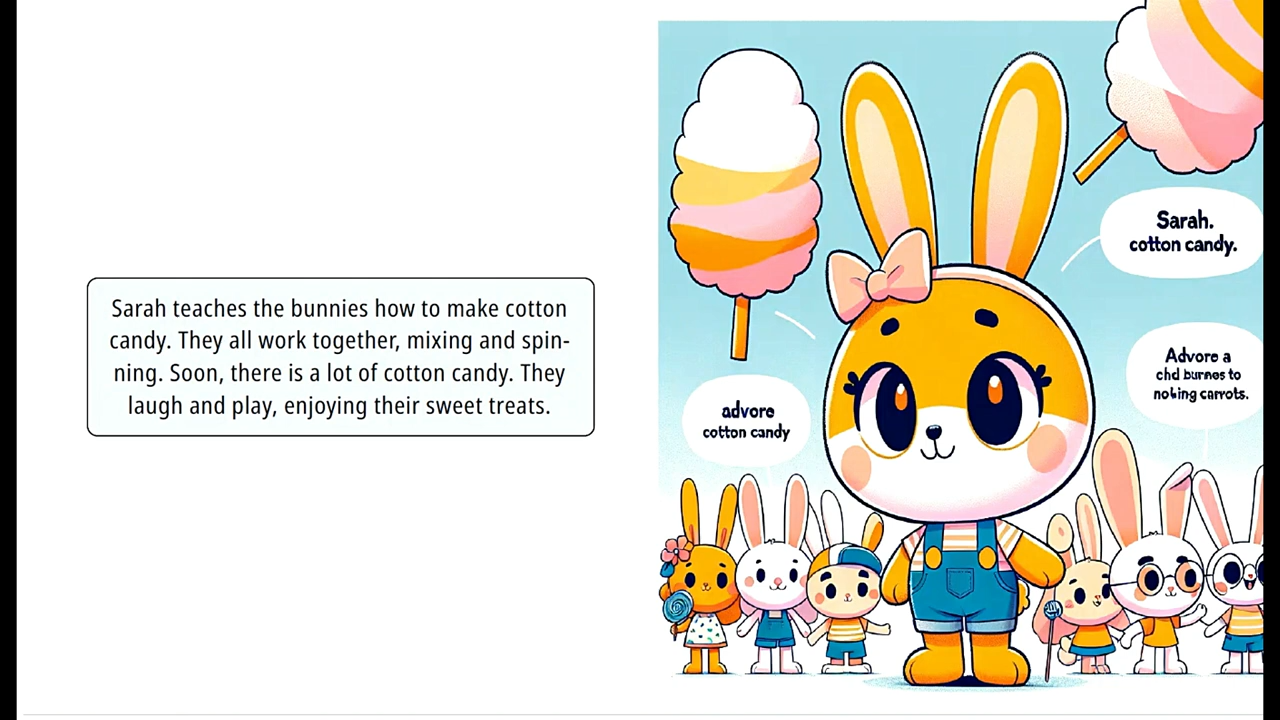 Sarah teaches the bunnies how to make cotton
candy. They all work together, mixing and spin-
ning. Soon, there is a lot of cotton candy. They
laugh and play, enjoying their sweet treats.
Sarah.
cotton candy.
Advore a
chd burnes to
noking carrots.
advore
cotton candy